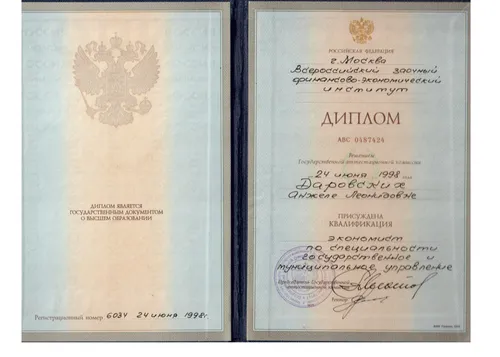 ДИПЛОМ ЯВЛЯЕТСЯ
ГОСУДАРСТВЕННЫМ ДОКУМЕНТОМ
О ВЫСШЕМ ОБРАЗОВАНИИ
Регистрационный номер 6034 24 июня 1998г.
РОССИЙСКАЯ ФЕДЕРАЦИЯ
г. Москва
Всероссийский заочный
финансово-экономический
институт
ДИПЛОМ
АВС 0487424
Решением
Государственной аттестационной комиссии
24 июня 1998 года
Даровских
Анжеле Леонидовне
ПРИСУЖДЕНА
КВАЛИФИКАЦИЯ
экономист
по специальности
государственное и
муниципальное управление
Председатель Государственной
аттестационной комиссии
Ректор